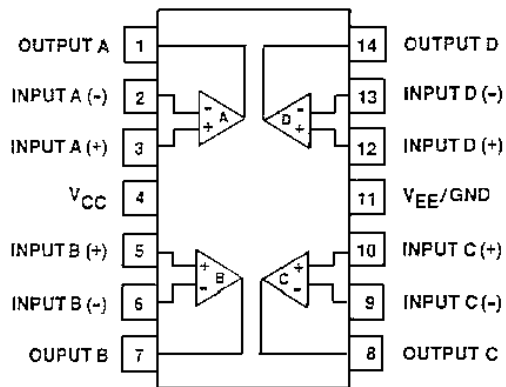 OUTPUT A 1 14 OUTPUT D
INPUT A (-) 2 13 INPUT D (-)
- A + D - +
INPUT A (+) 3 12 INPUT D (+)
VCC 4 11 VEE/GND
INPUT B (+) 5 10 INPUT C (+)
+ B - C + -
INPUT B (-) 6 9 INPUT C (-)
OUPUT B 7 8 OUTPUT C